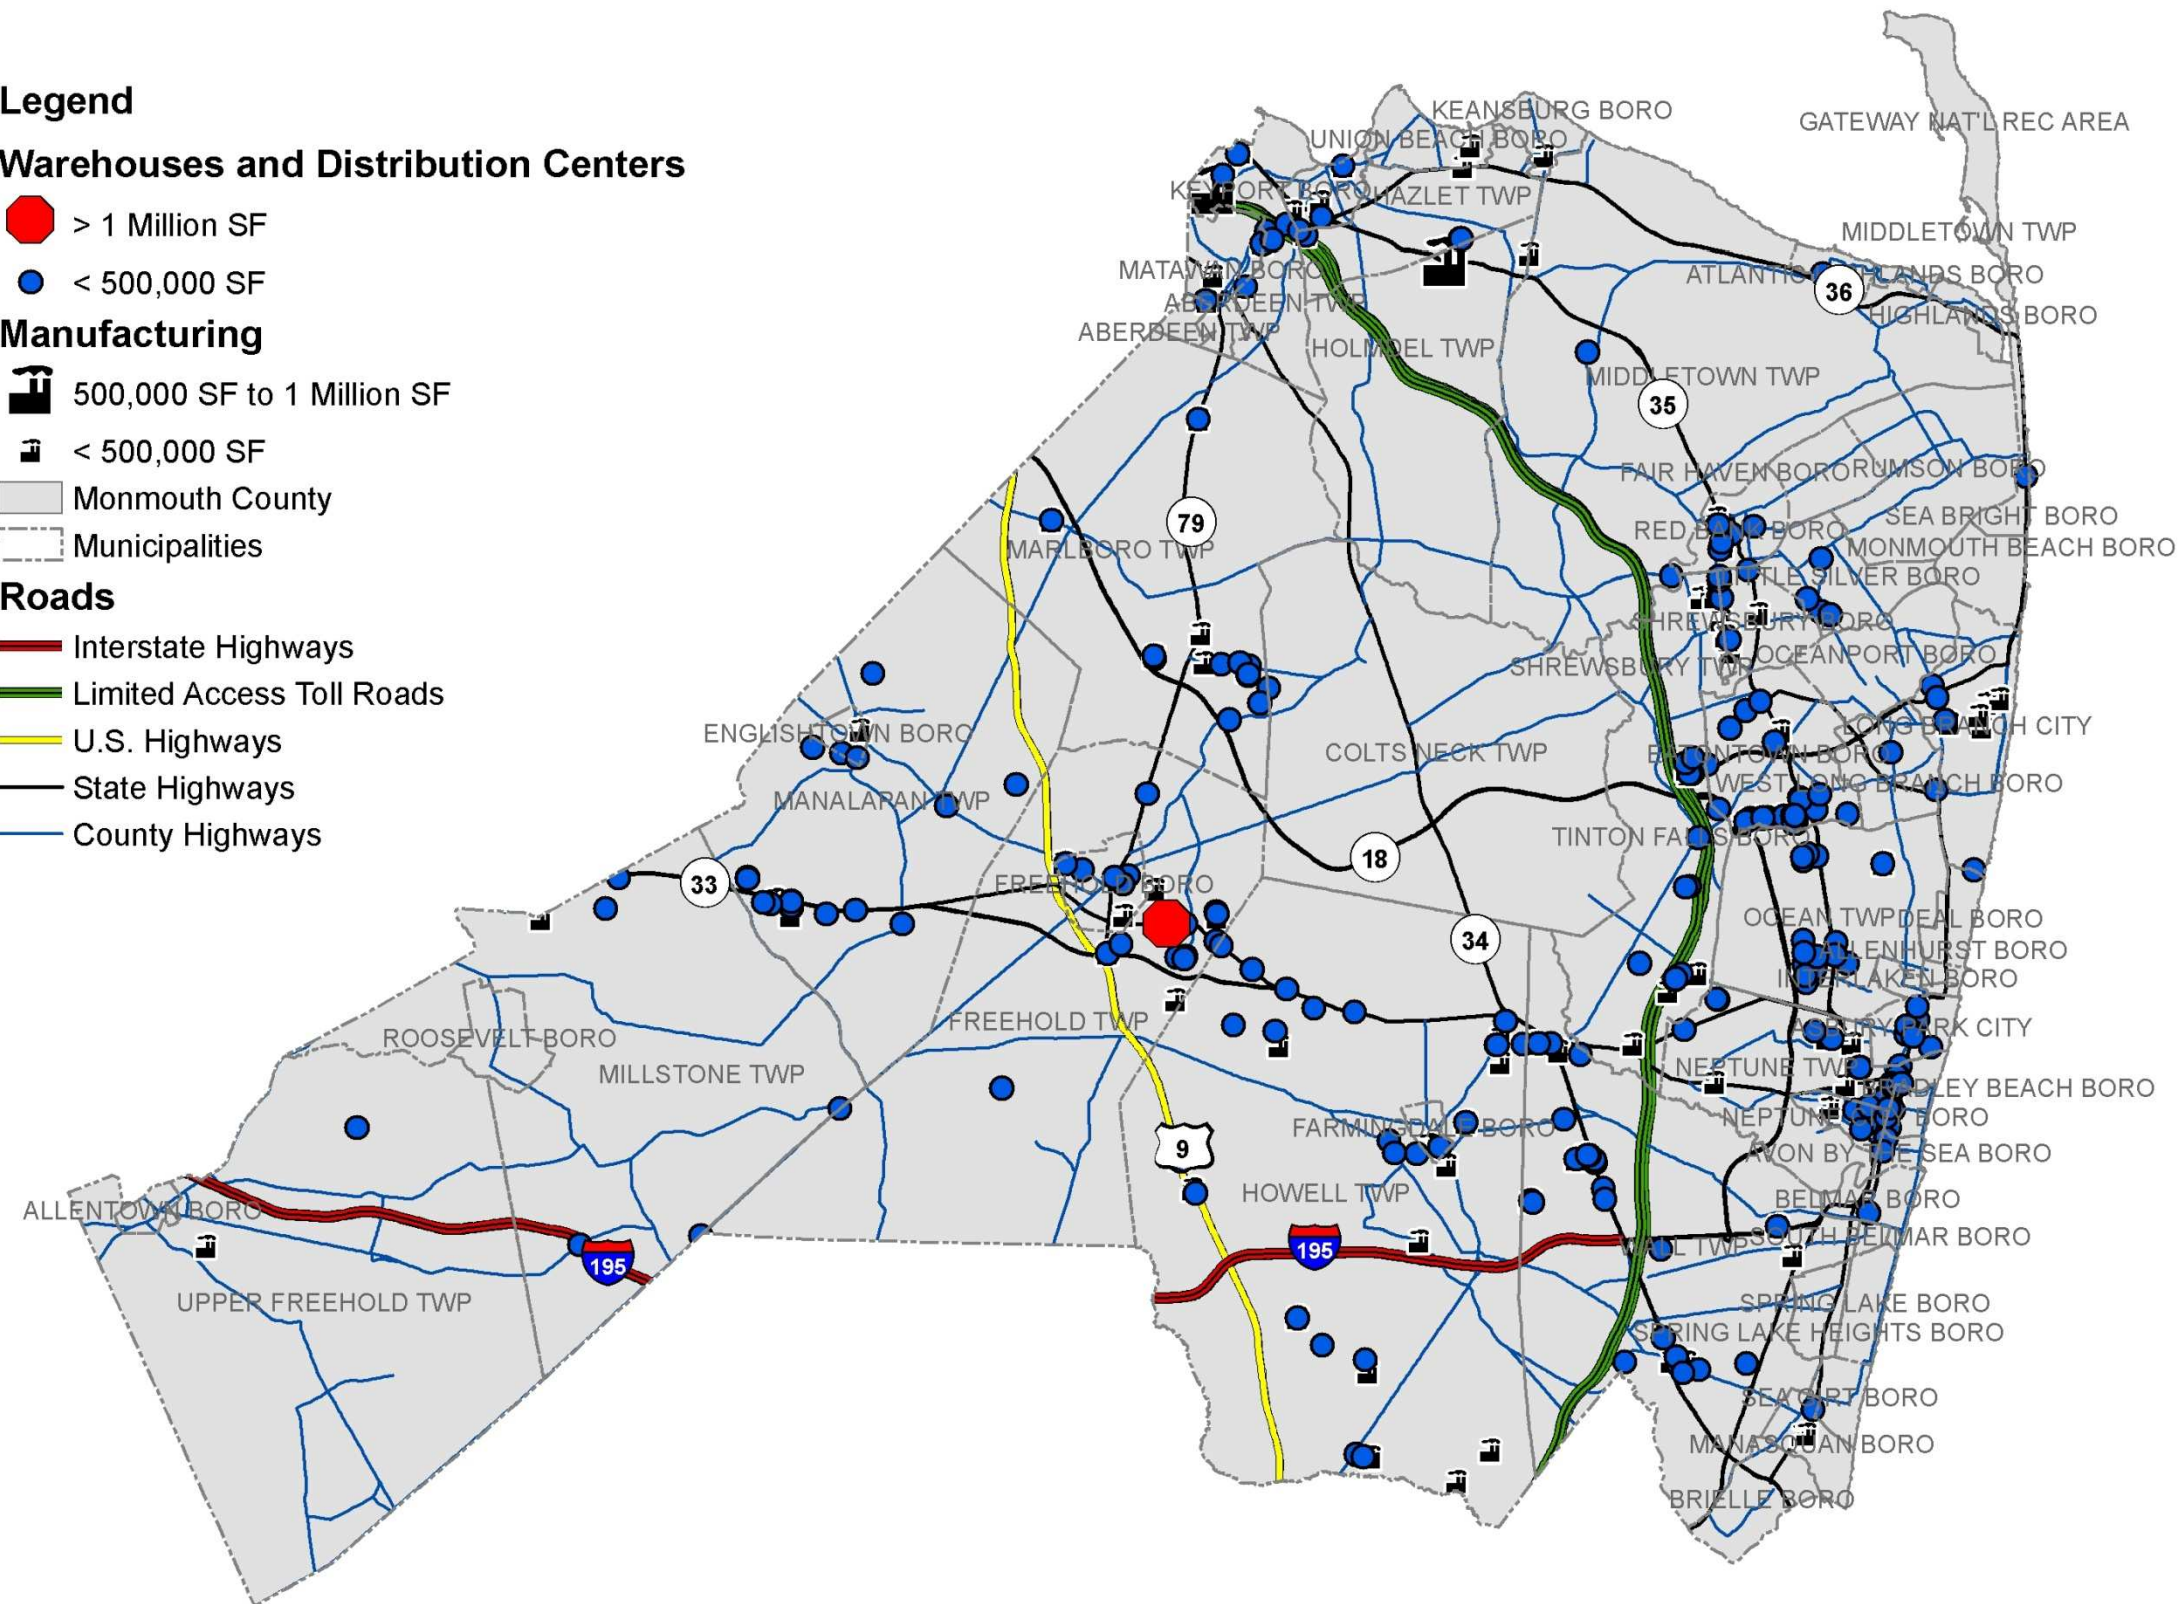 Legend
Warehouses and Distribution Centers
> 1 Million SF
< 500,000 SF
Manufacturing
500,000 SF to 1 Million SF
< 500,000 SF
Monmouth County
Municipalities
Roads
Interstate Highways
Limited Access Toll Roads
U.S. Highways
State Highways
County Highways
KEANSBURG BORO
GATEWAY NAT'L REC AREA
UNION BEACH BORO
KEYPORT BORO
HAZLET TWP
MIDDLETOWN TWP
MATAWAN BORO
ATLANTIC HIGHLANDS BORO
36
ABERDEEN TWP
HIGHLANDS BORO
ABERDEEN TWP
HOLMDEL TWP
MIDDLETOWN TWP
35
FAIR HAVEN BORO
RUMSON BORO
79
SEA BRIGHT BORO
RED BANK BORO
MARLBORO TWP
MONMOUTH BEACH BORO
LITTLE SILVER BORO
SHREWSBURY BORO
OCEANPORT BORO
SHREWSBURY TWP
ENGLISHTOWN BORO
LONG BRANCH CITY
COLTS NECK TWP
EATONTOWN BORO
WEST LONG BRANCH BORO
MANALAPAN TWP
TINTON FALLS BORO
18
33
FREEHOLD BORO
OCEAN TWP
DEAL BORO
34
ALLENHURST BORO
INTERLAKEN BORO
FREEHOLD TWP
ASBURY PARK CITY
ROOSEVELT BORO
MILLSTONE TWP
NEPTUNE TWP
BRADLEY BEACH BORO
NEPTUNE CITY BORO
FARMINGDALE BORO
9
AVON BY THE SEA BORO
HOWELL TWP
BELMAR BORO
ALLENTOWN BORO
SOUTH BELMAR BORO
195
WALL TWP
195
UPPER FREEHOLD TWP
SPRING LAKE BORO
SPRING LAKE HEIGHTS BORO
SEA GIRT BORO
MANASQUAN BORO
BRIELLE BORO